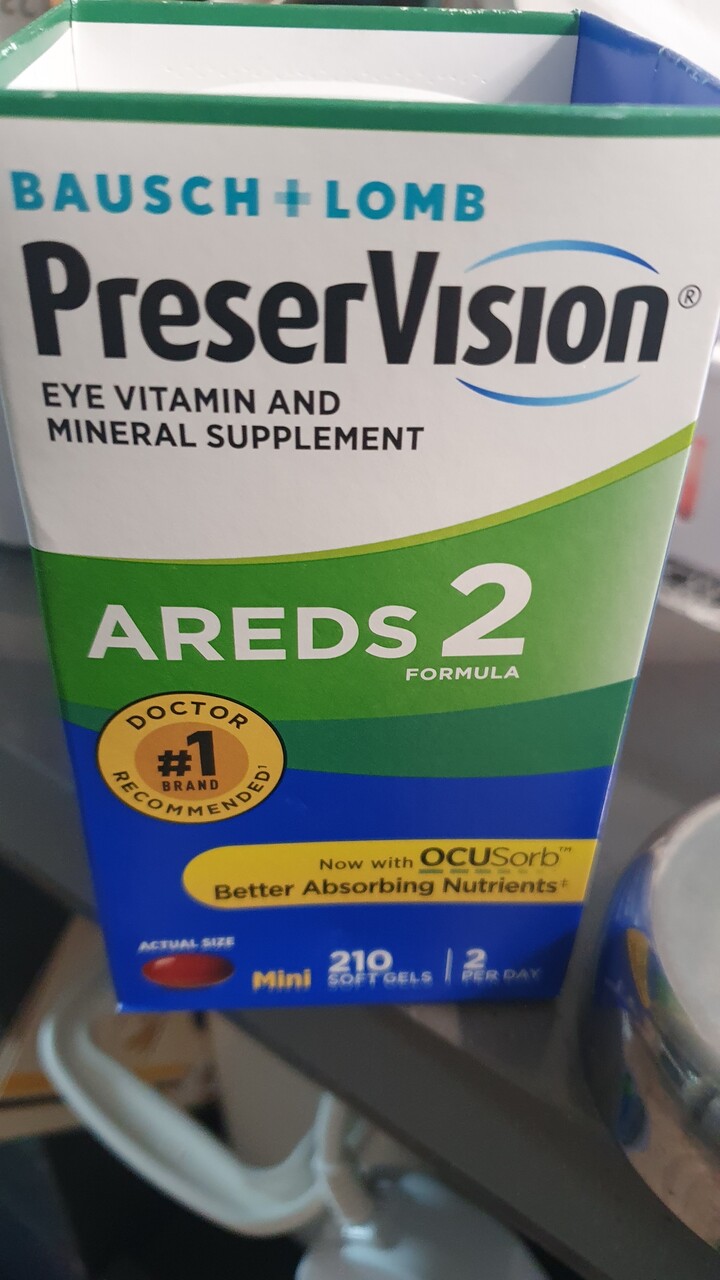 BAUSCH + LOMB
PreserVision®
EYE VITAMIN AND
MINERAL SUPPLEMENT
AREDS 2
FORMULA
DOCTOR
#1
BRAND
RECOMMENDED¹
Now with OCUSorb™
Better Absorbing Nutrients‡
ACTUAL SIZE
Mini 210 | 2
SOFT GELS PER DAY